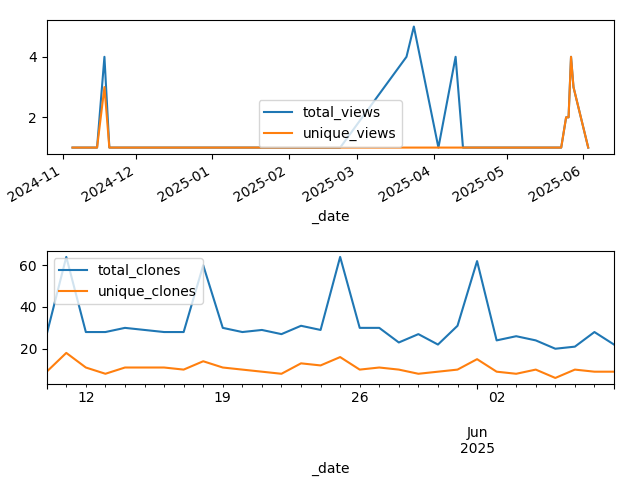 4
2
total_views
unique_views
2024-11
2024-12
2025-01
2025-02
2025-03
2025-04
2025-05
2025-06
_date
60
40
20
total_clones
unique_clones
12
19
26
02
Jun
2025
_date